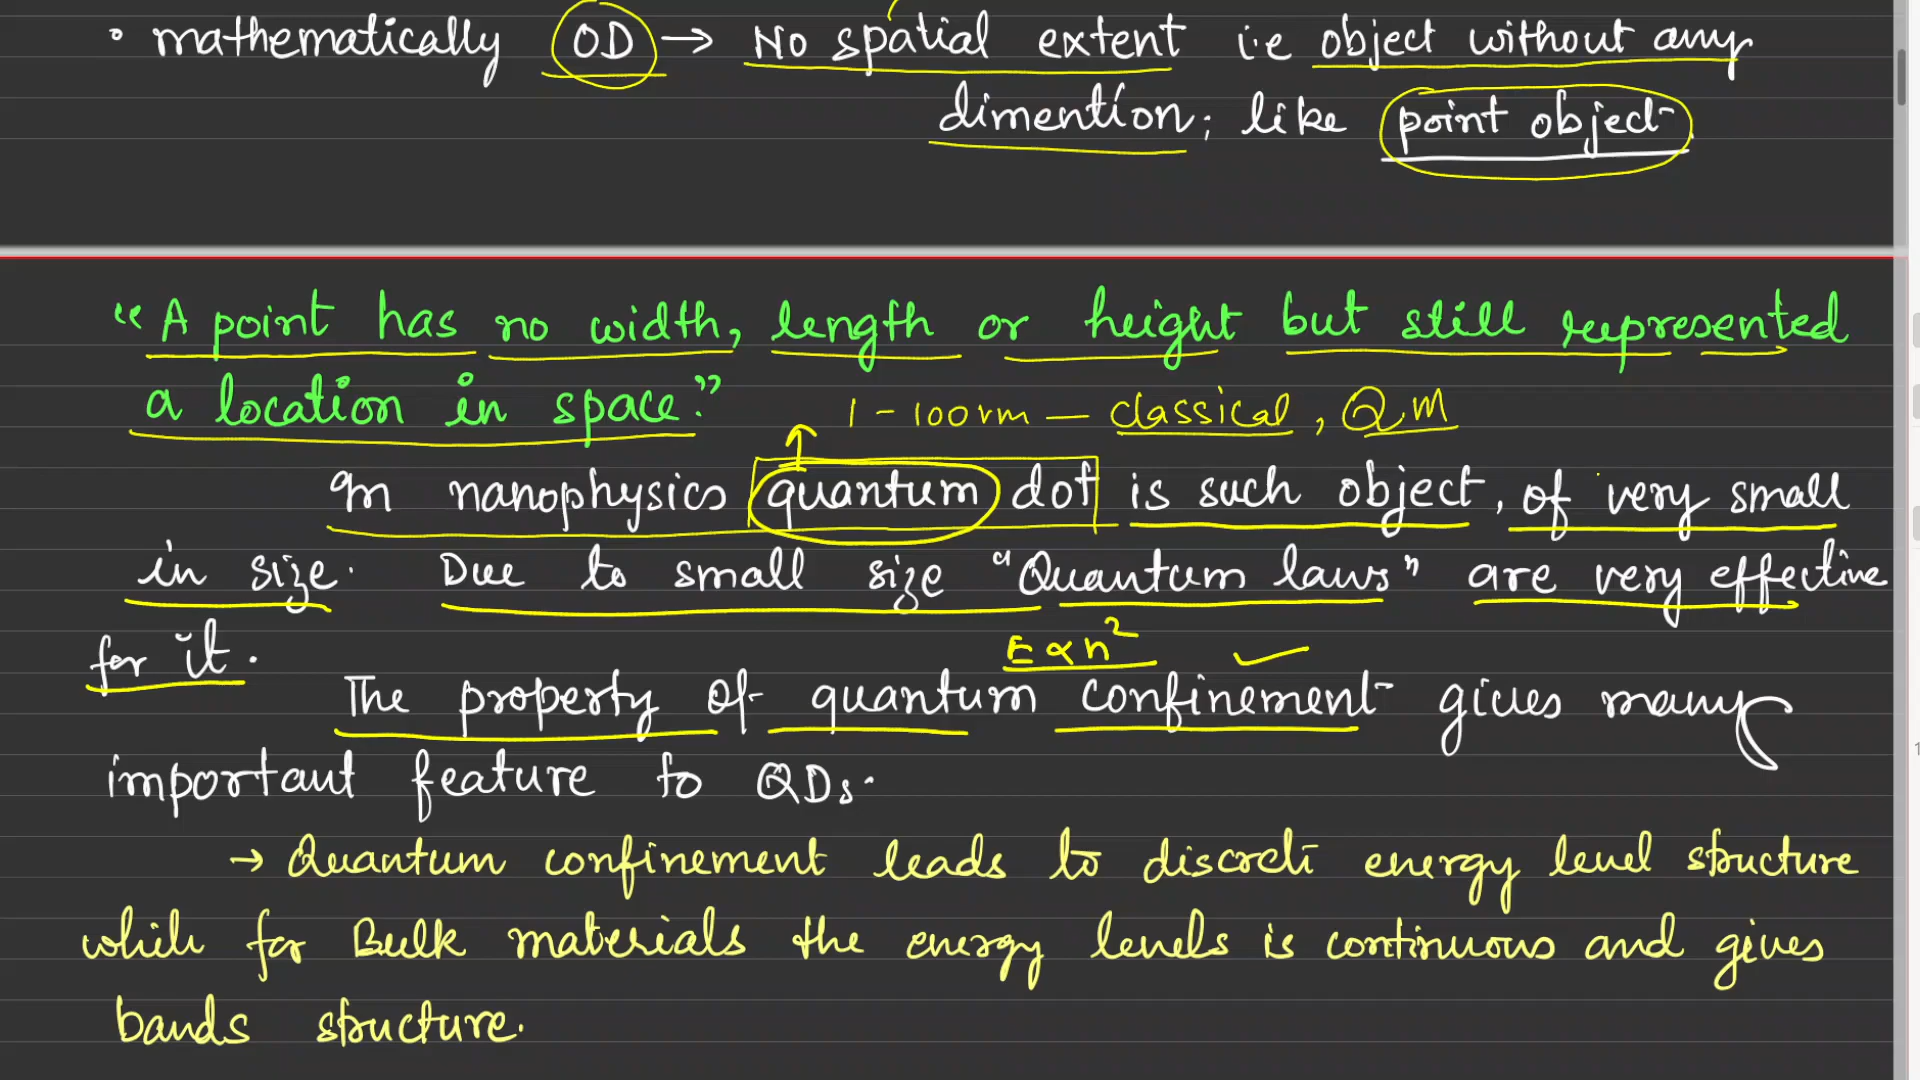 • mathematically OD → No spatial extent i.e object without any
dimention; like point object
"A point has no width, length or height but still represented
a location in space."
1 - 100 nm — classical, QM
In nanophysics quantum dot is such object, of very small
in size. Due to small size "Quantum laws" are very effective
for it.
E ∝ n²
The property of quantum confinement gives many
important feature to QDs.
→ Quantum confinement leads to discrete energy level structure
while for Bulk materials the energy levels is continuous and gives
bands structure.